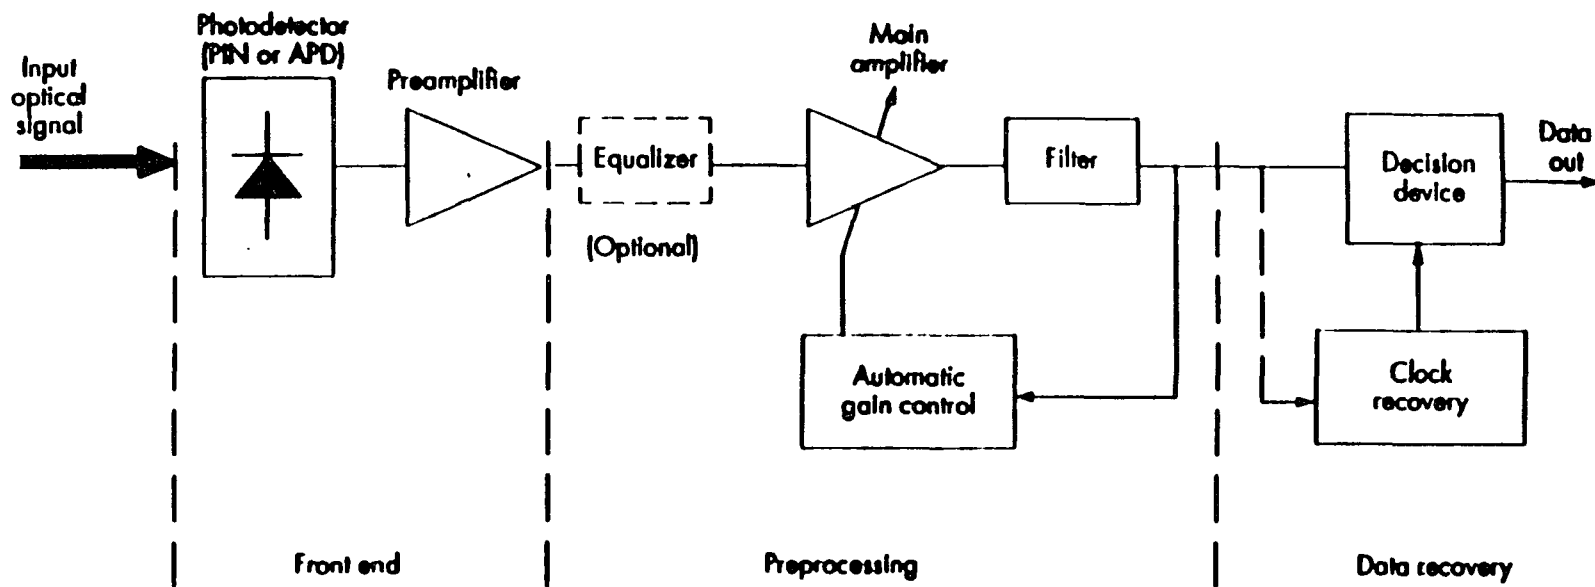 Input
optical
signal
Photodetector
(PIN or APD)
Preamplifier
Equalizer
(Optional)
Main
amplifier
Filter
Automatic
gain control
Decision
device
Data
out
Clock
recovery
Front end
Preprocessing
Data recovery